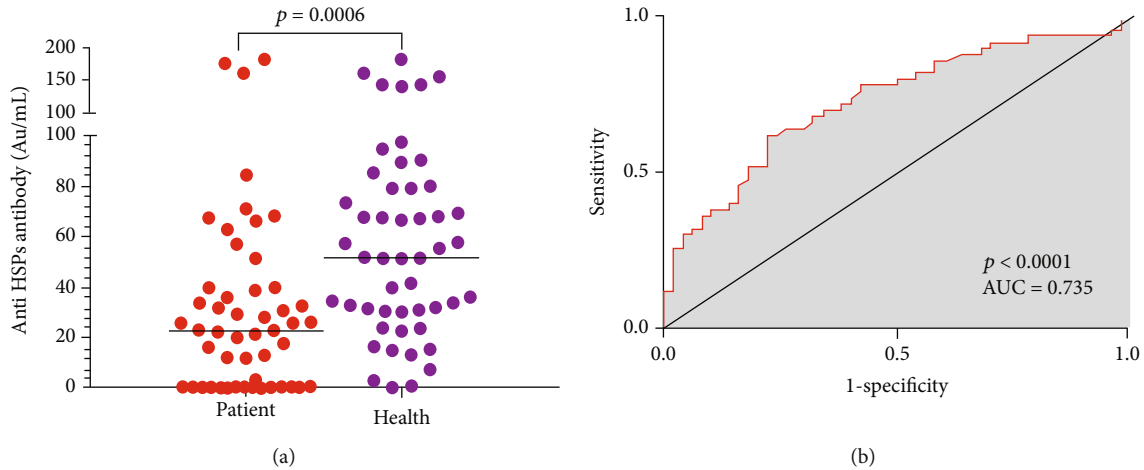 p = 0.0006
200
150
100
100
80
60
40
20
0
Anti HSPs antibody (Au/mL)
Patient
Health
(a)
1.0
0.5
0.0
Sensitivity
p < 0.0001
AUC = 0.735
0.0
0.5
1.0
1-specificity
(b)